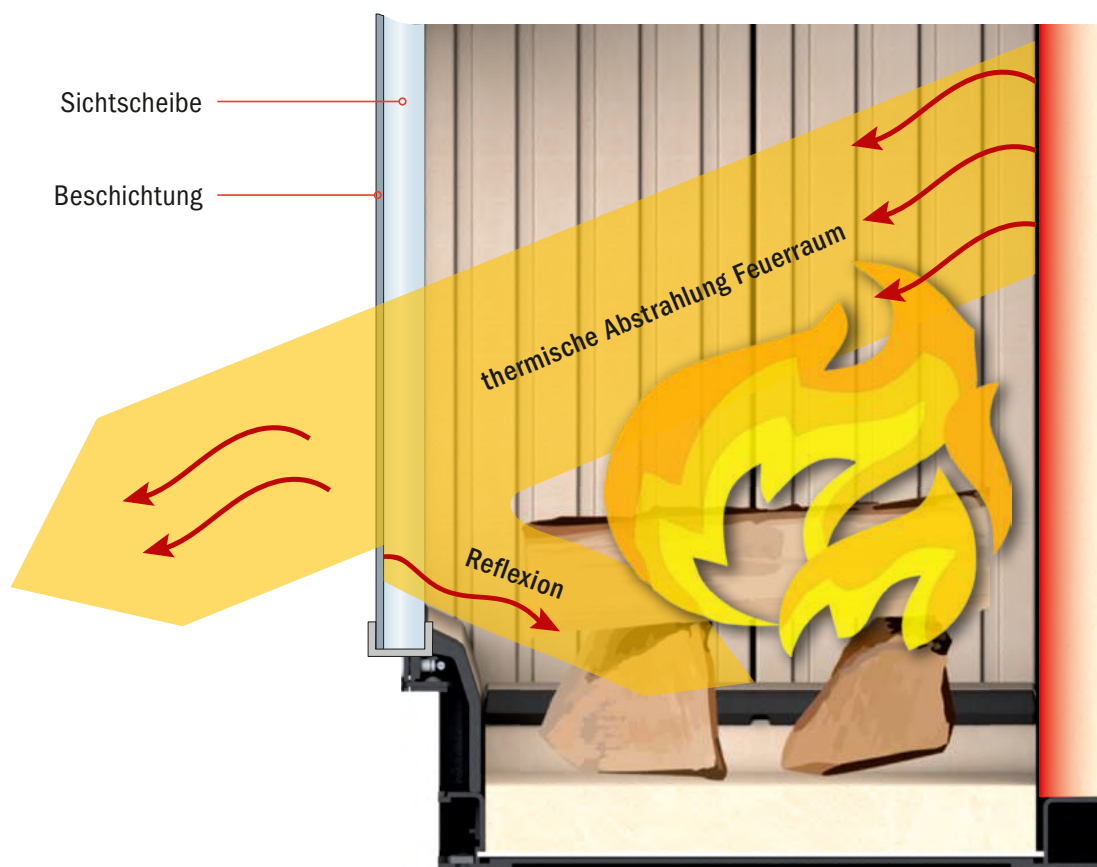 Sichtscheibe
Beschichtung
thermische Abstrahlung Feuerraum
Reflexion